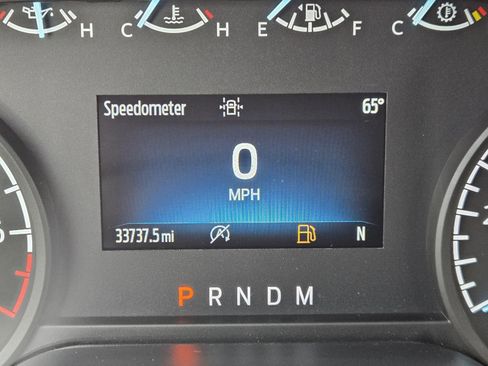 H C H E F C
Speedometer 65°
0
MPH
33737.5 mi N
P R N D M